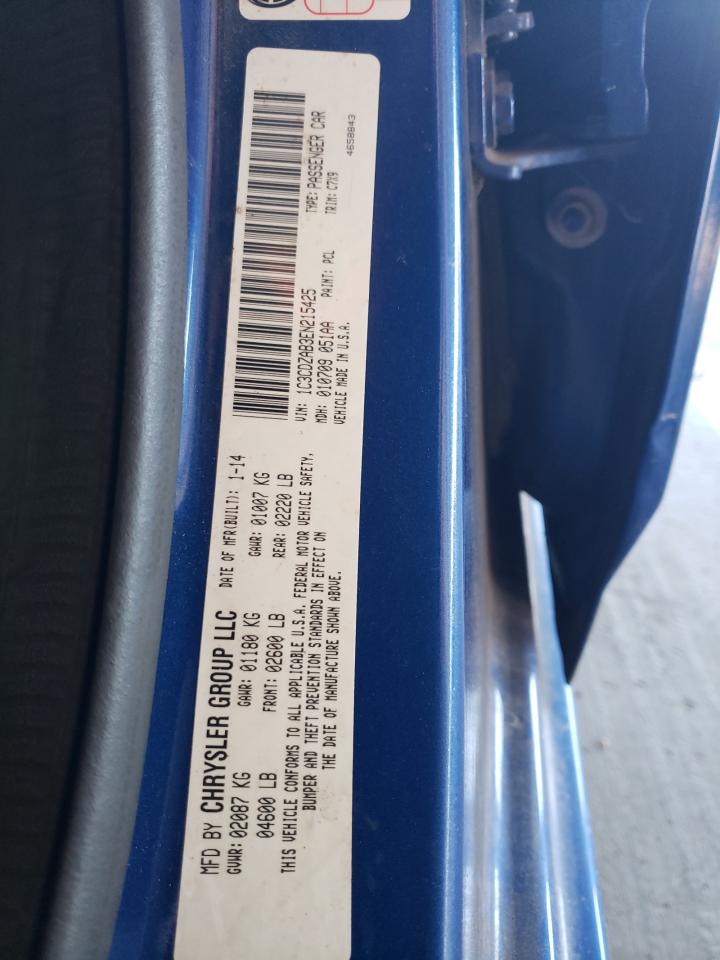 MFD BY CHRYSLER GROUP LLC DATE OF MFR(BUILT): 1-14
GVWR: 02087 KG GAWR: 01180 KG GAWR: 01007 KG
04600 LB FRONT: 02600 LB REAR: 02220 LB
THIS VEHICLE CONFORMS TO ALL APPLICABLE U.S.A. FEDERAL MOTOR VEHICLE SAFETY,
BUMPER AND THEFT PREVENTION STANDARDS IN EFFECT ON
THE DATE OF MANUFACTURE SHOWN ABOVE.
VIN: 1C3CDZAB3EN215425 TYPE: PASSENGER CAR
MDH: 010709 051AA PAINT: PCL TRIM: C7X9
VEHICLE MADE IN U.S.A. 4658843